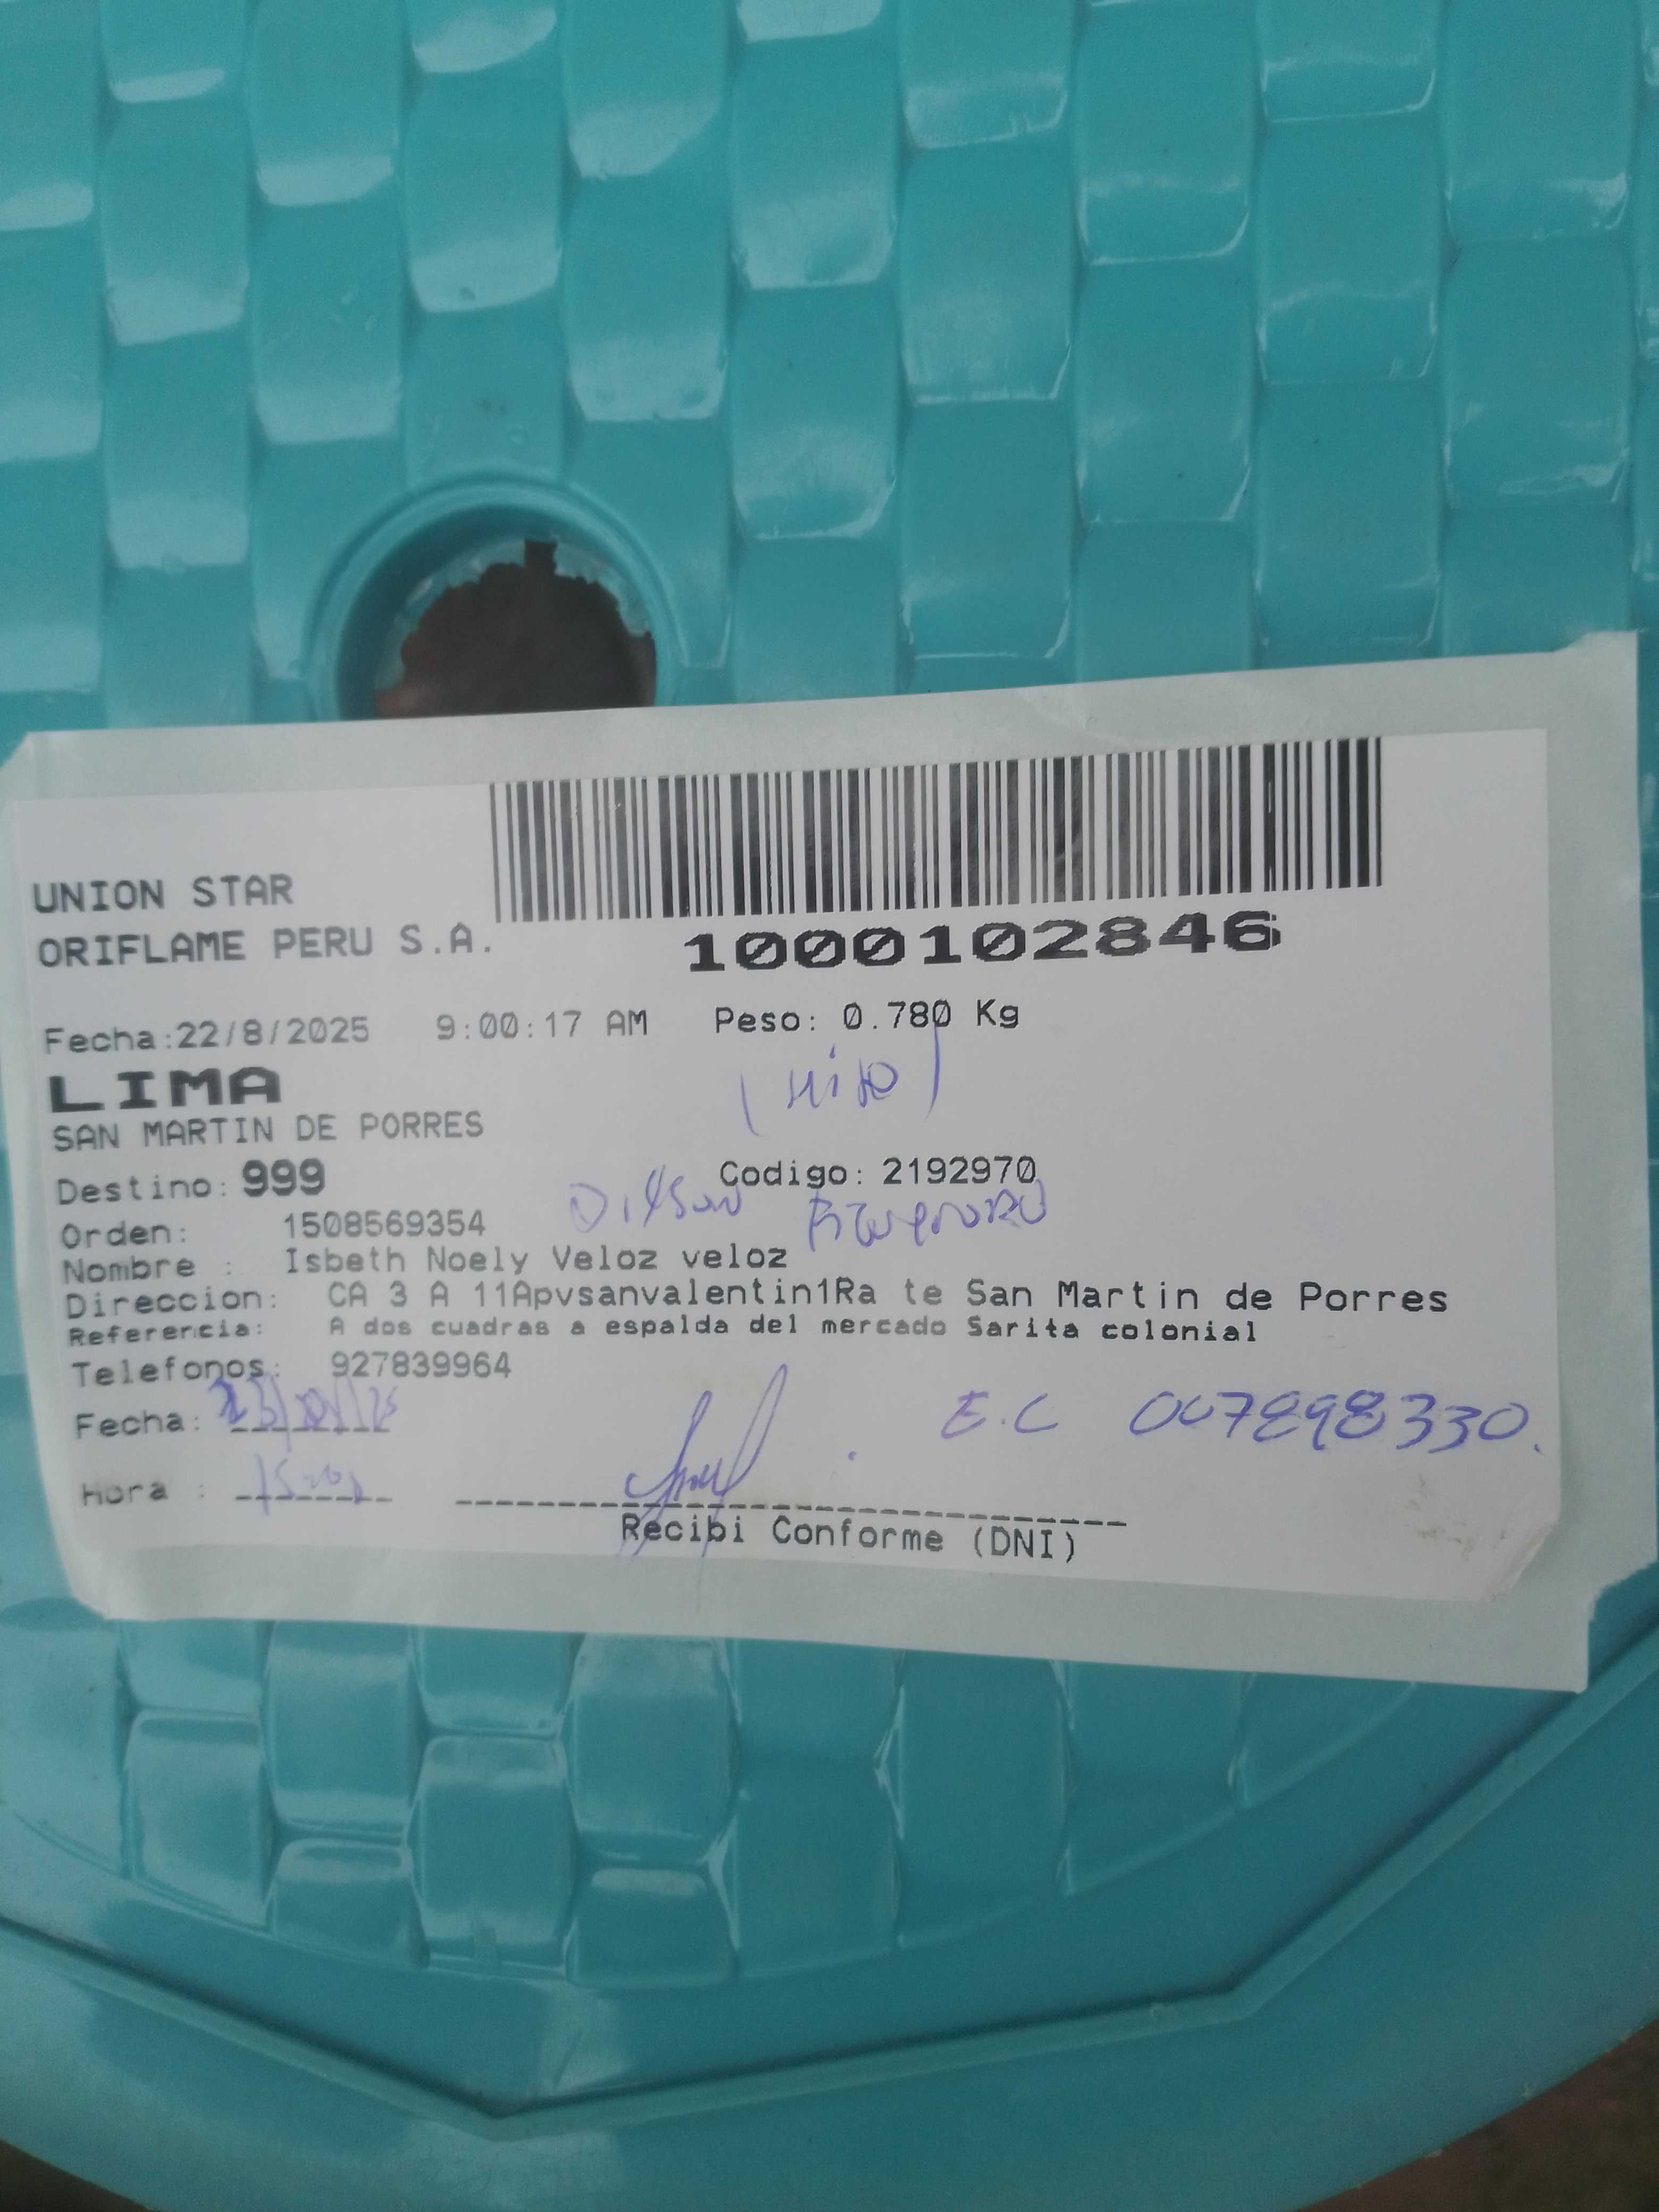 UNION STAR
ORIFLAME PERU S.A.
1000102846
Fecha:22/8/2025 9:00:17 AM Peso: 0.780 Kg
LIMA
SAN MARTIN DE PORRES
Destino: 999 Codigo: 2192970
Orden: 1508569354
Nombre : Isbeth Noely Veloz veloz
Direccion: CA 3 A 11Apvsanvalentin1Ra te San Martin de Porres
Referencia: A dos cuadras a espalda del mercado Sarita colonial
Telefonos: 927839964
Fecha:
E.C 007898330.
Hora :
Recibi Conforme (DNI)